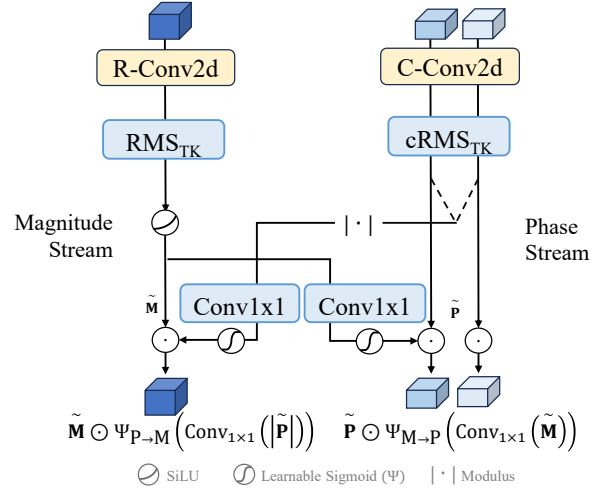 R-Conv2d
C-Conv2d
RMS_TK
cRMS_TK
Magnitude
Stream
| · |
Phase
Stream
M̃
P̃
Conv1x1
Conv1x1
M̃ ⊙ Ψ_P→M(Conv_1×1(|P̃|))
P̃ ⊙ Ψ_M→P(Conv_1×1(M̃))
SiLU
Learnable Sigmoid (Ψ)
| · | Modulus